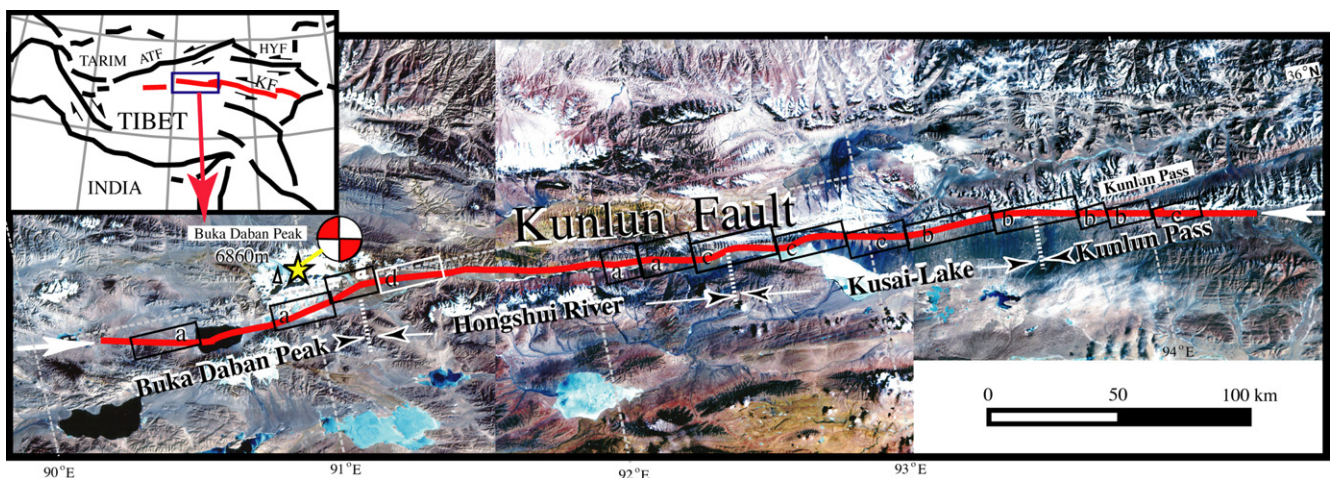 TARIM
ATF
HYF
KF
TIBET
INDIA
36°N
Kunlun Pass
Buka Daban Peak
6860m
Kunlun Fault
a
a
c
d
a
a
c
c
c
b
b
b
b
c
Buka Daban Peak
Hongshui River
Kusai-Lake
Kunlun Pass
94°E
0 50 100 km
90°E
91°E
92°E
93°E